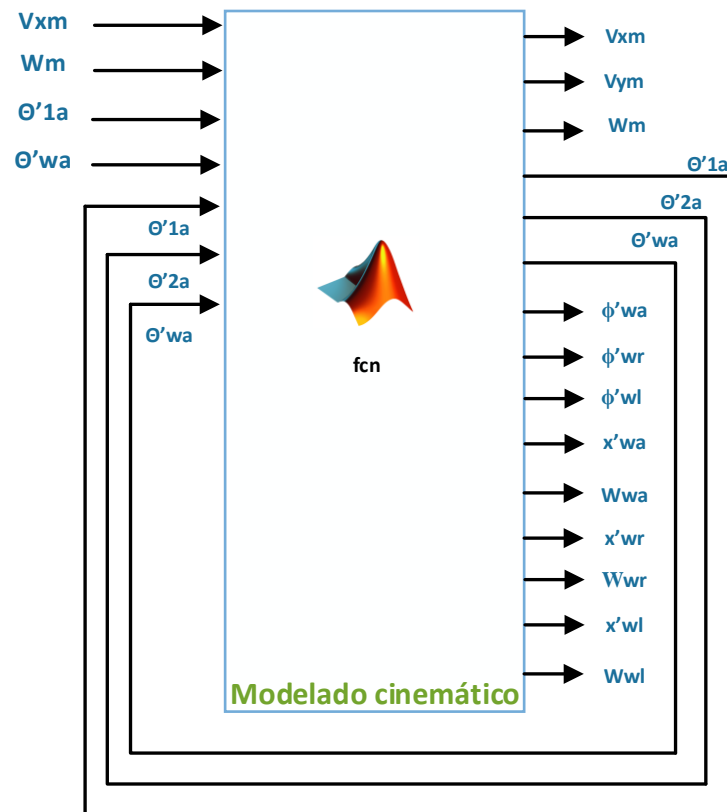 Vxm
Wm
Θ'1a
Θ'wa
Θ'1a
Θ'2a
Θ'wa
fcn
Modelado cinemático
Vxm
Vym
Wm
Θ'1a
Θ'2a
Θ'wa
ϕ'wa
ϕ'wr
ϕ'wl
x'wa
Wwa
x'wr
Wwr
x'wl
Wwl